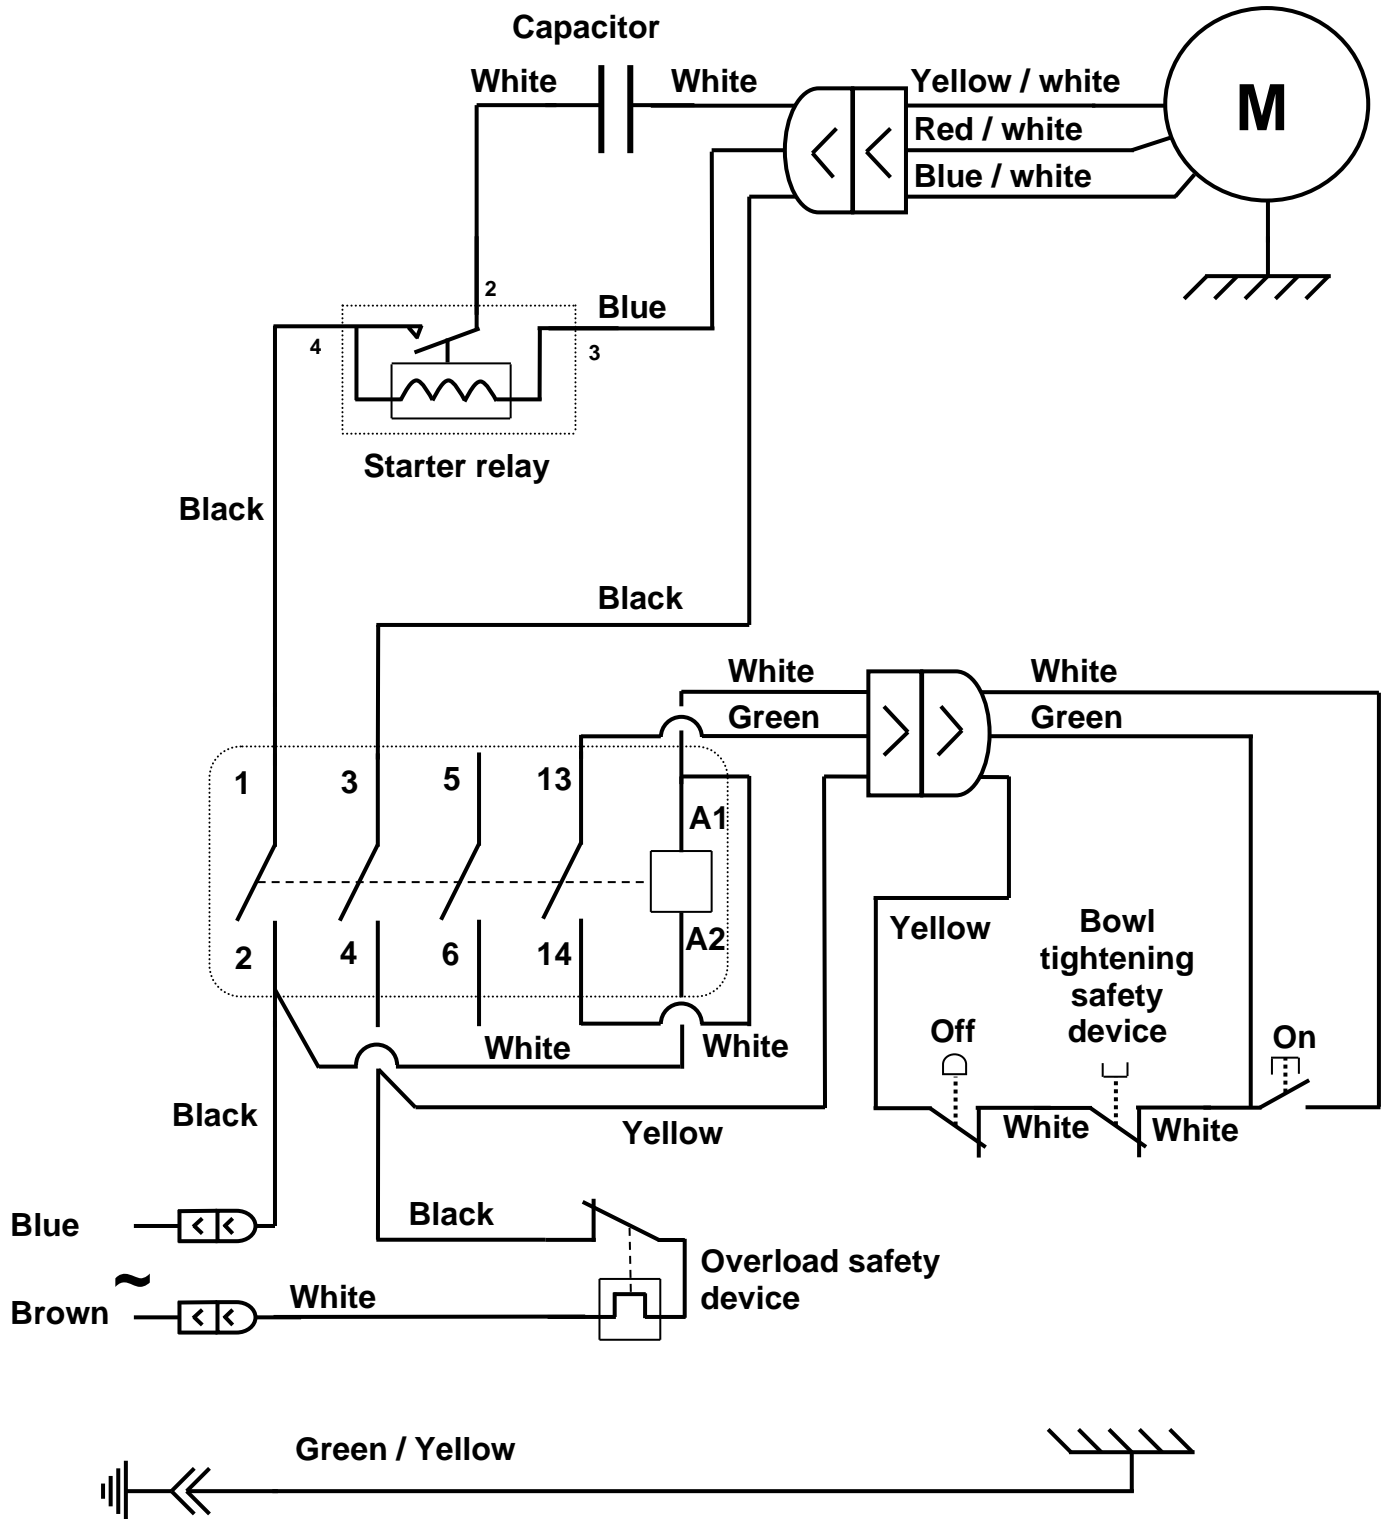 Capacitor
White
White
Yellow / white
Red / white
Blue / white
M
2
Blue
4
3
Starter relay
Black
Black
White
White
Green
Green
1
3
5
13
A1
2
4
6
14
A2
Yellow
Bowl
tightening
safety
device
Off
On
White
White
Black
Yellow
White
White
Blue
Black
Overload safety
device
~
Brown
White
Green / Yellow